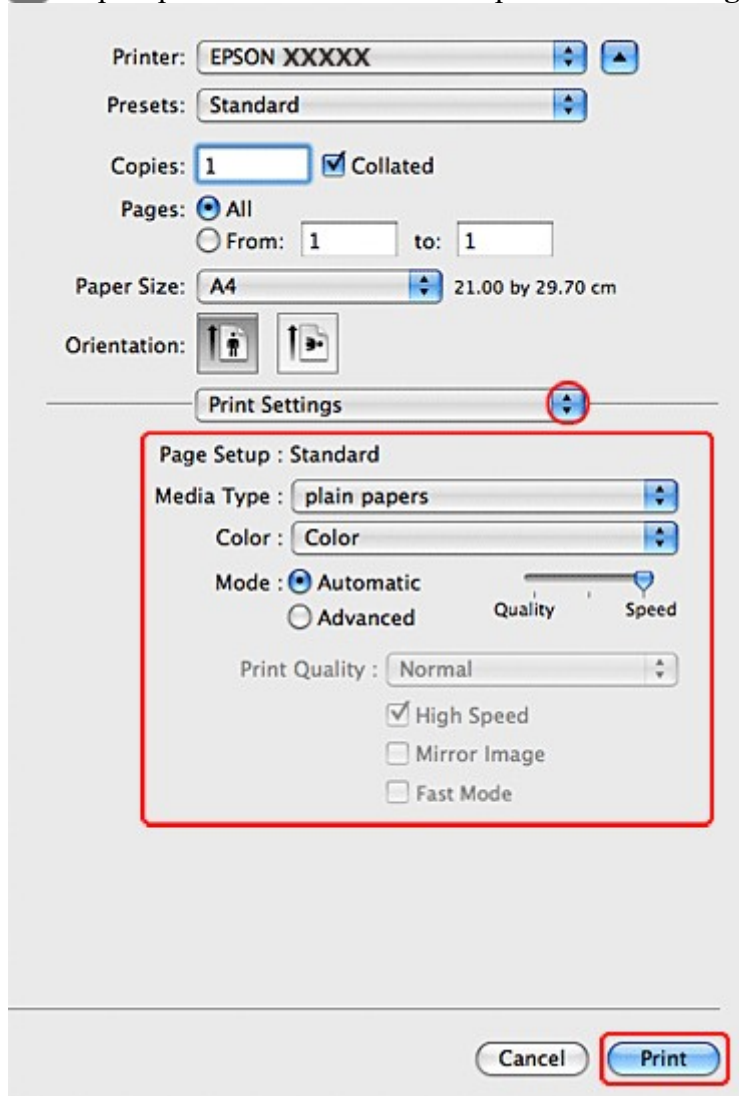 Printer: EPSON XXXXX
Presets: Standard
Copies: 1 Collated
Pages: All
From: 1 to: 1
Paper Size: A4 21.00 by 29.70 cm
Orientation:
Print Settings
Page Setup : Standard
Media Type : plain papers
Color : Color
Mode : Automatic
Advanced
Quality Speed
Print Quality : Normal
High Speed
Mirror Image
Fast Mode
Cancel Print